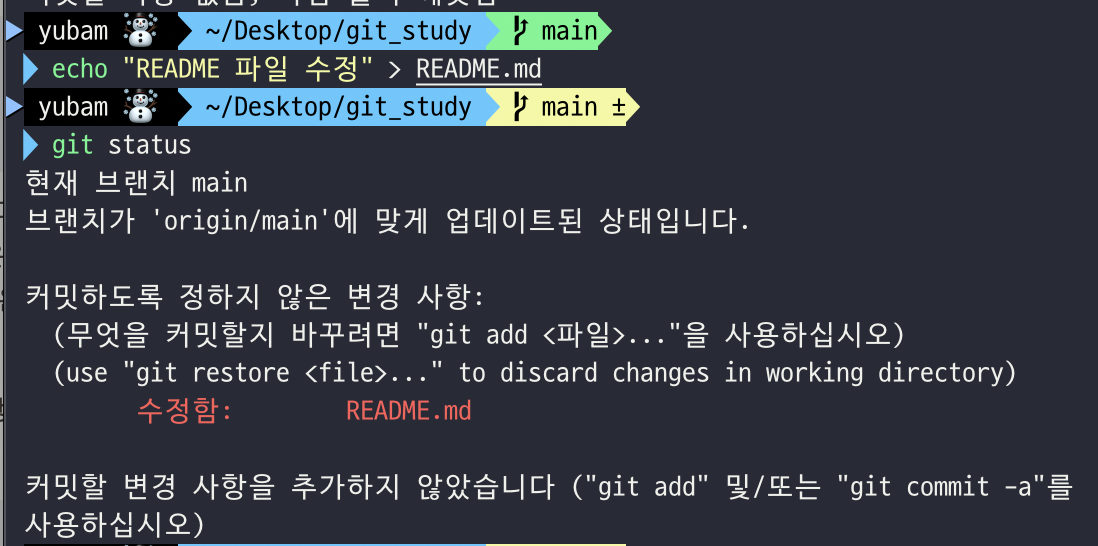 yubam ☃️ ~/Desktop/git_study main
echo "README 파일 수정" > README.md
yubam ☃️ ~/Desktop/git_study main ±
git status
현재 브랜치 main
브랜치가 'origin/main'에 맞게 업데이트된 상태입니다.
커밋하도록 정하지 않은 변경 사항:
(무엇을 커밋할지 바꾸려면 "git add <파일>..."을 사용하십시오)
(use "git restore <file>..." to discard changes in working directory)
수정함: README.md
커밋할 변경 사항을 추가하지 않았습니다 ("git add" 및/또는 "git commit -a"를
사용하십시오)